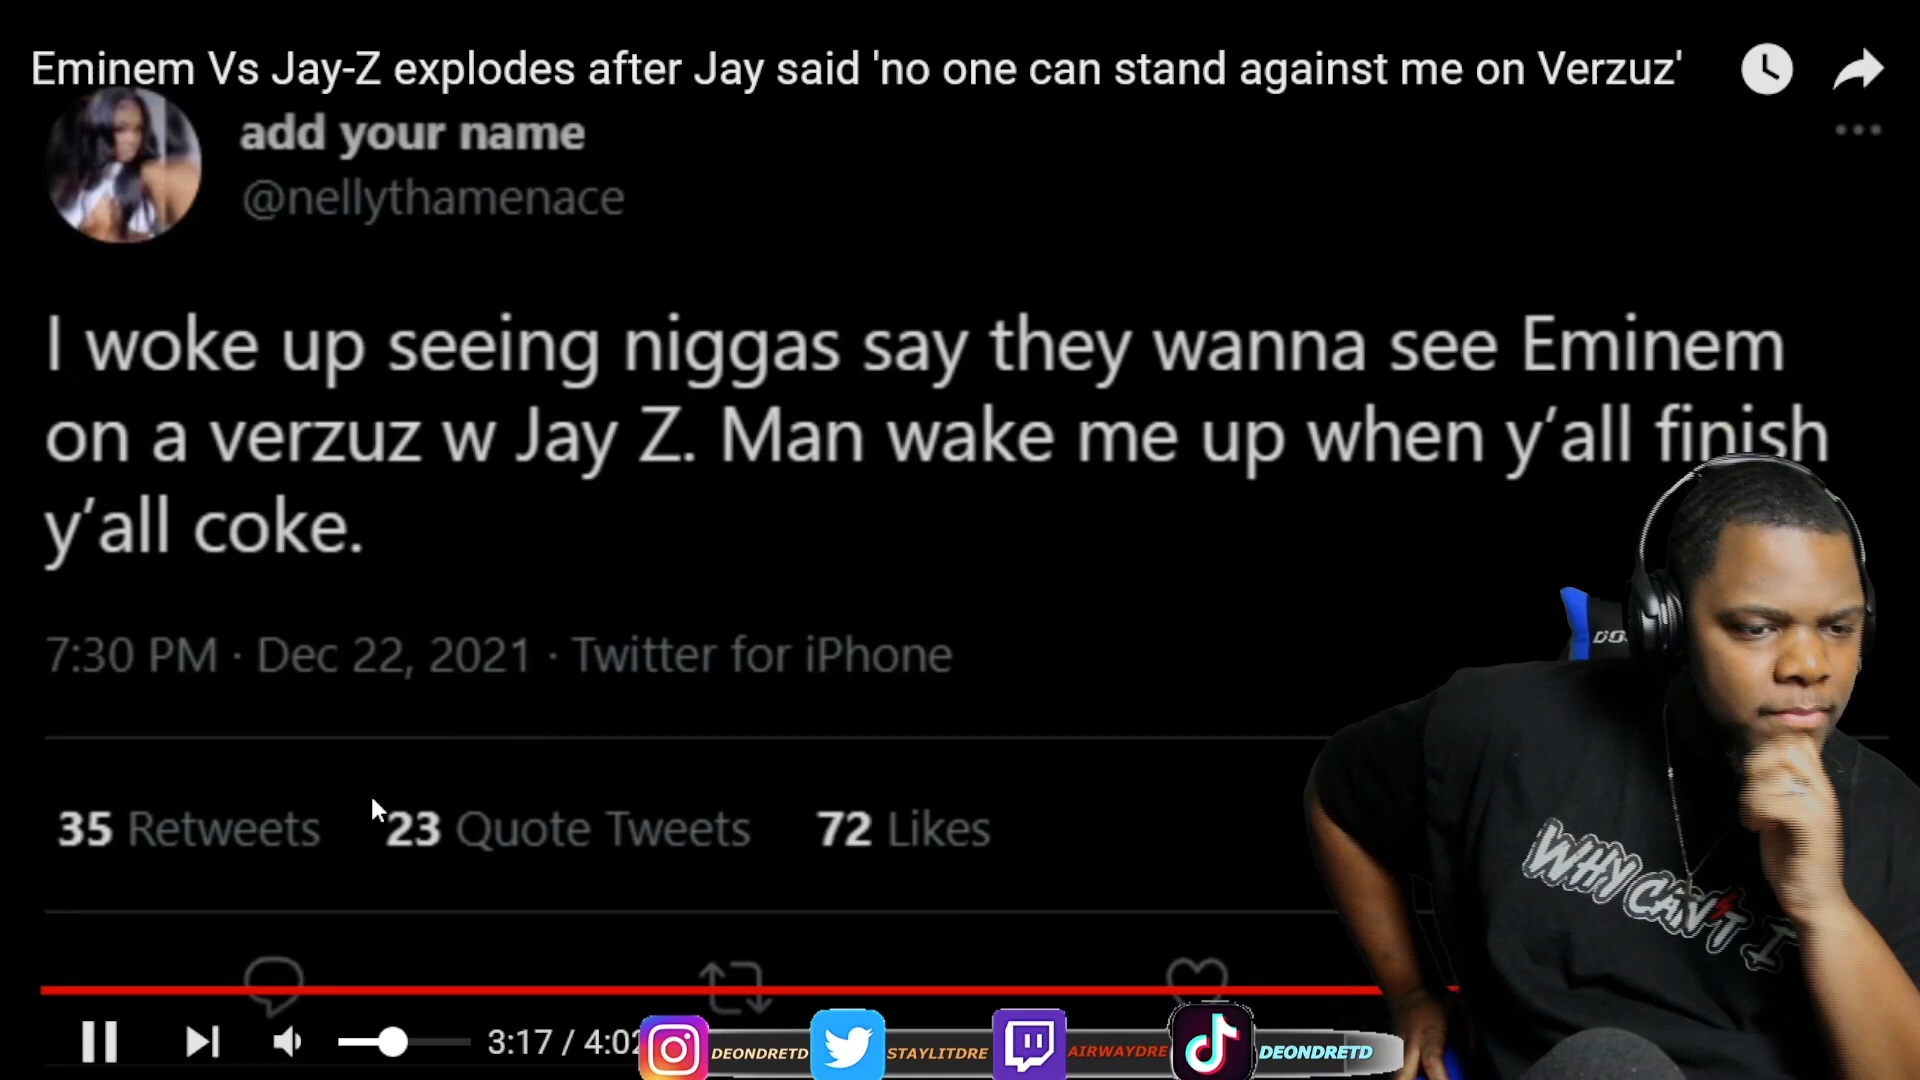 Eminem Vs Jay-Z explodes after Jay said 'no one can stand against me on Verzuz'
add your name
@nellythamenace
I woke up seeing niggas say they wanna see Eminem
on a verzuz w Jay Z. Man wake me up when y'all finish
y'all coke.
7:30 PM · Dec 22, 2021 · Twitter for iPhone
35 Retweets 23 Quote Tweets 72 Likes
WHY CAN'T I
3:17 / 4:02
DEONDRETD STAYLITDRE AIRWAYDRE DEONDRETD